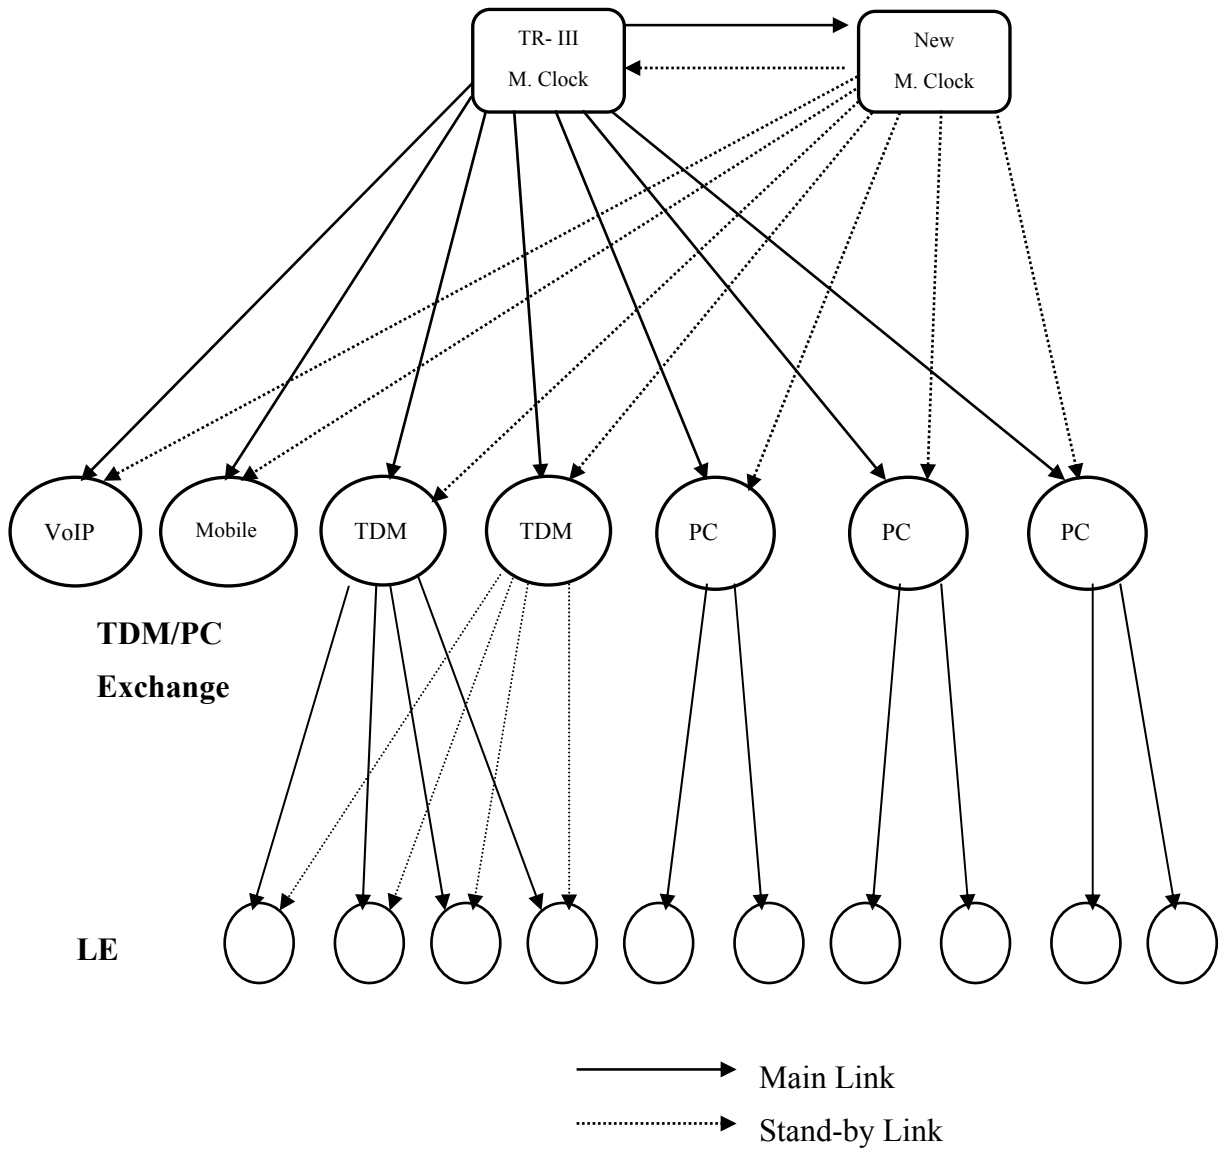 TR- III
M. Clock
New
M. Clock
VoIP
Mobile
TDM
TDM
PC
PC
PC
TDM/PC
Exchange
LE
Main Link
Stand-by Link